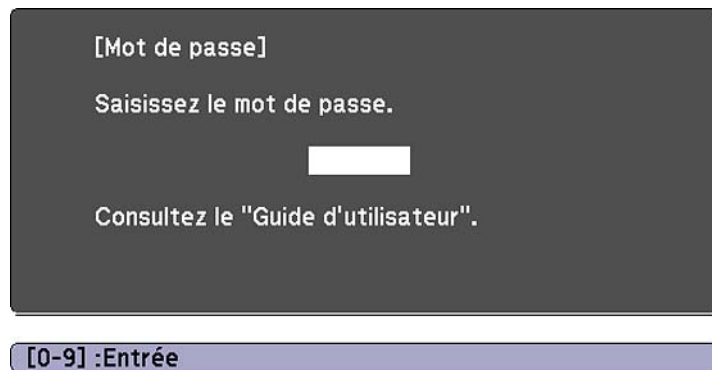 [Mot de passe]
Saisissez le mot de passe.
Consultez le "Guide d'utilisateur".
[0-9] :Entrée